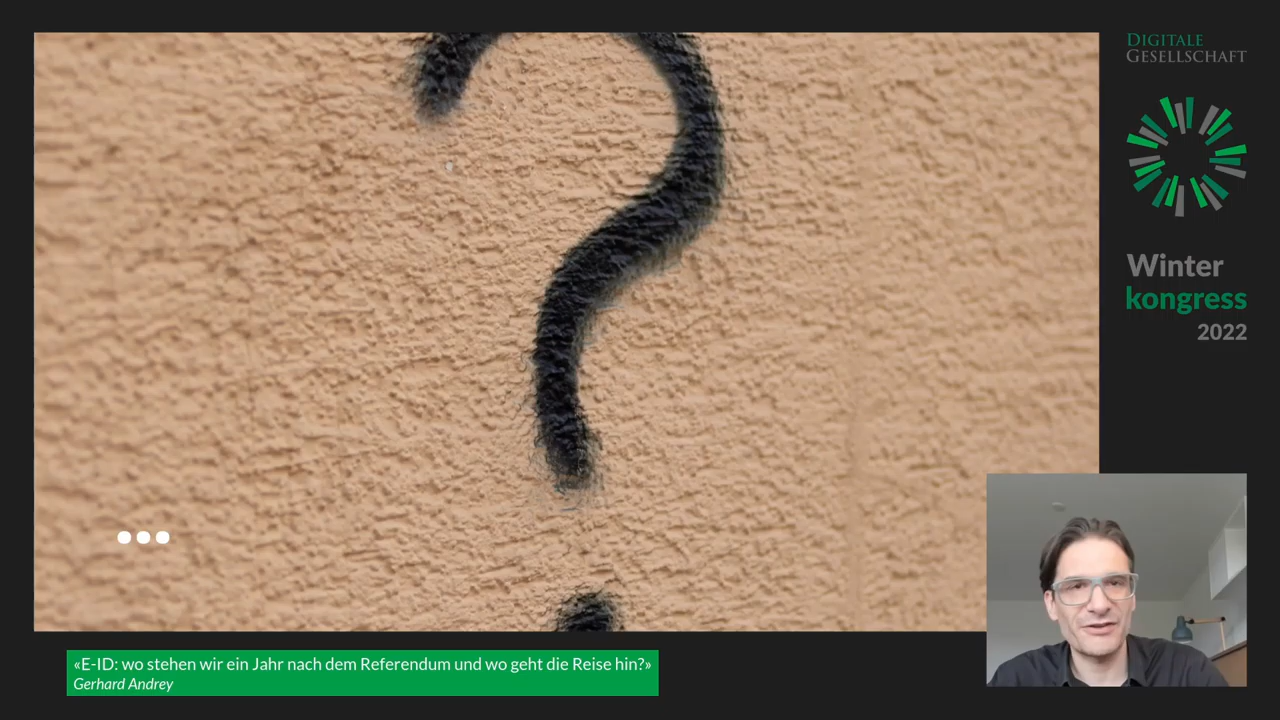 DIGITALE
GESELLSCHAFT
Winter
kongress
2022
?
«E-ID: wo stehen wir ein Jahr nach dem Referendum und wo geht die Reise hin?»
Gerhard Andrey